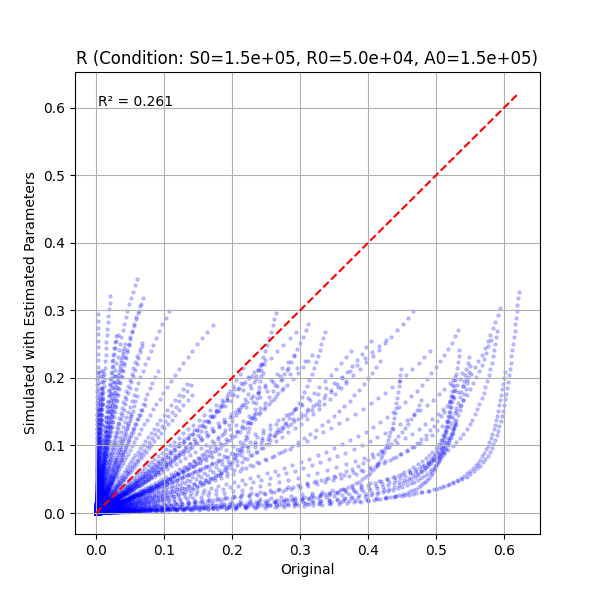 R (Condition: S0=1.5e+05, R0=5.0e+04, A0=1.5e+05)
R² = 0.261
Simulated with Estimated Parameters
0.6
0.5
0.4
0.3
0.2
0.1
0.0
0.0 0.1 0.2 0.3 0.4 0.5 0.6
Original